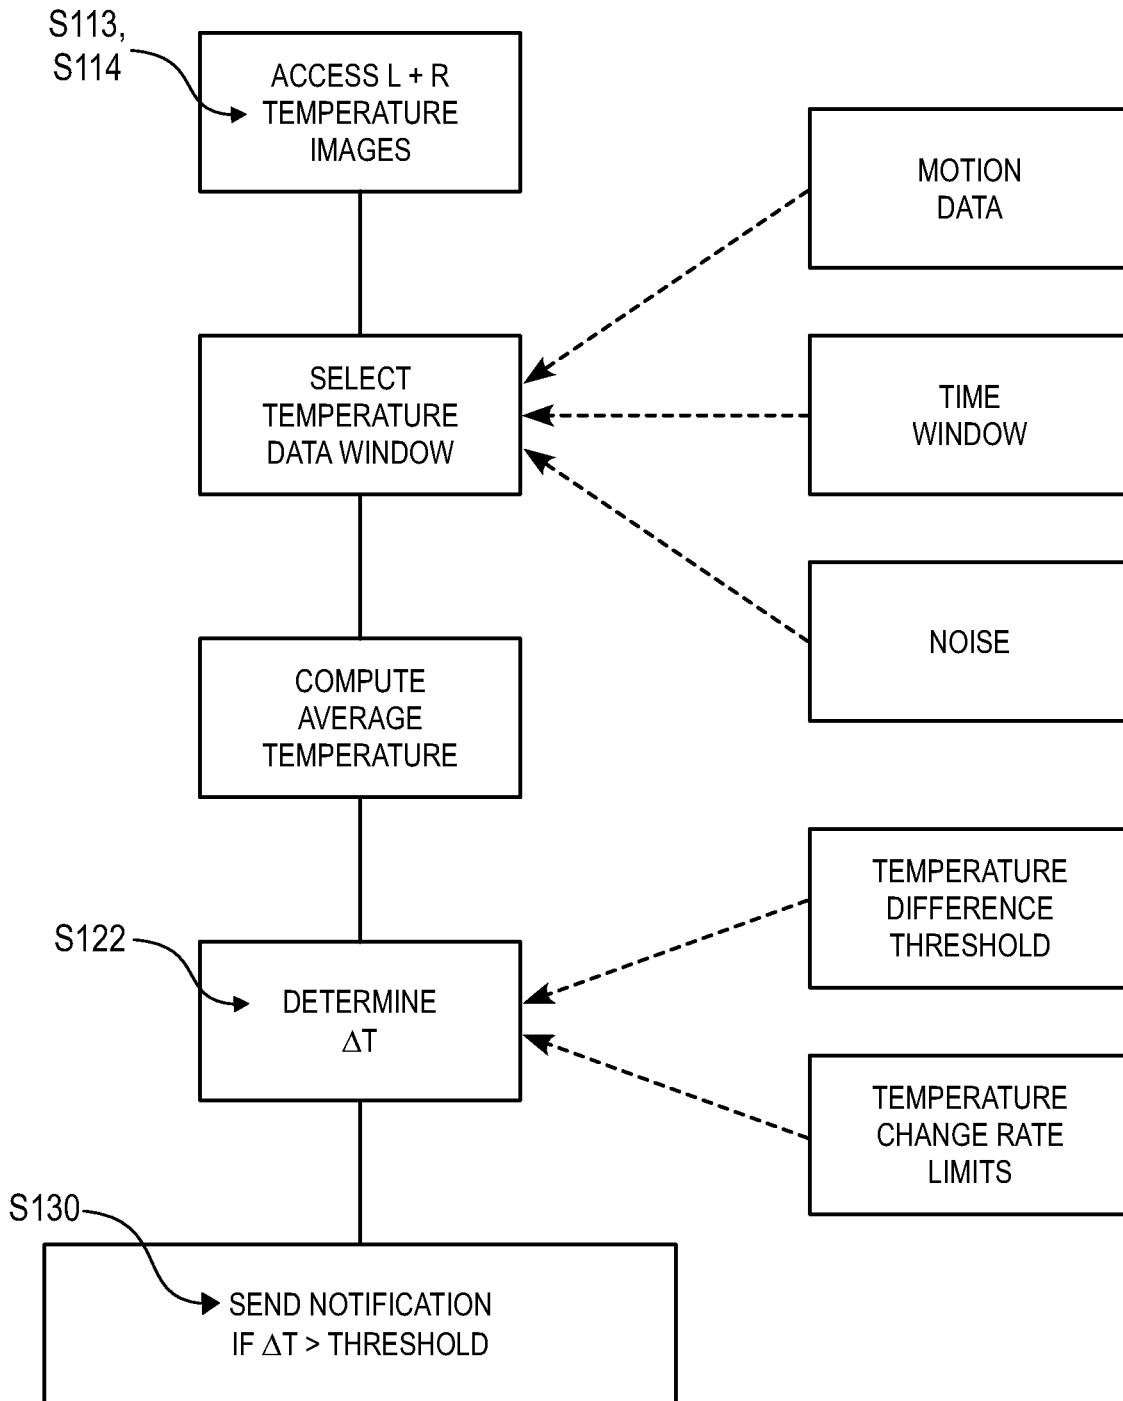 S113,
S114
ACCESS L + R
TEMPERATURE
IMAGES
MOTION
DATA
SELECT
TEMPERATURE
DATA WINDOW
TIME
WINDOW
NOISE
COMPUTE
AVERAGE
TEMPERATURE
TEMPERATURE
DIFFERENCE
THRESHOLD
S122
DETERMINE
ΔT
TEMPERATURE
CHANGE RATE
LIMITS
S130
SEND NOTIFICATION
IF ΔT > THRESHOLD